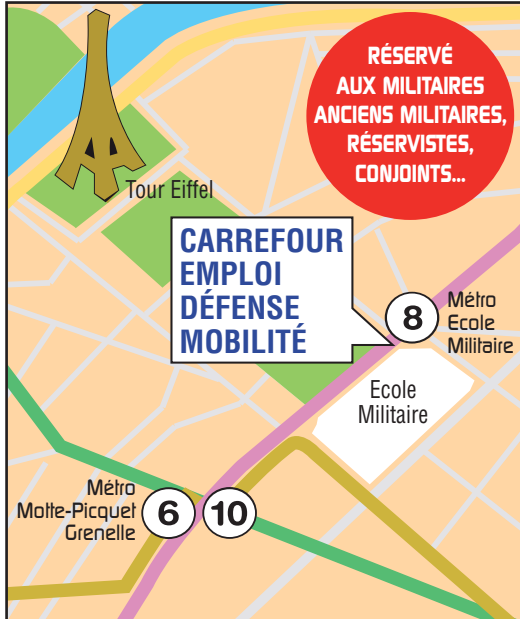 RÉSERVÉ
AUX MILITAIRES
ANCIENS MILITAIRES,
RÉSERVISTES,
CONJOINTS...
Tour Eiffel
CARREFOUR
EMPLOI
DÉFENSE
MOBILITÉ
8
Métro
Ecole
Militaire
Ecole
Militaire
Métro
Motte-Picquet
Grenelle
6
10